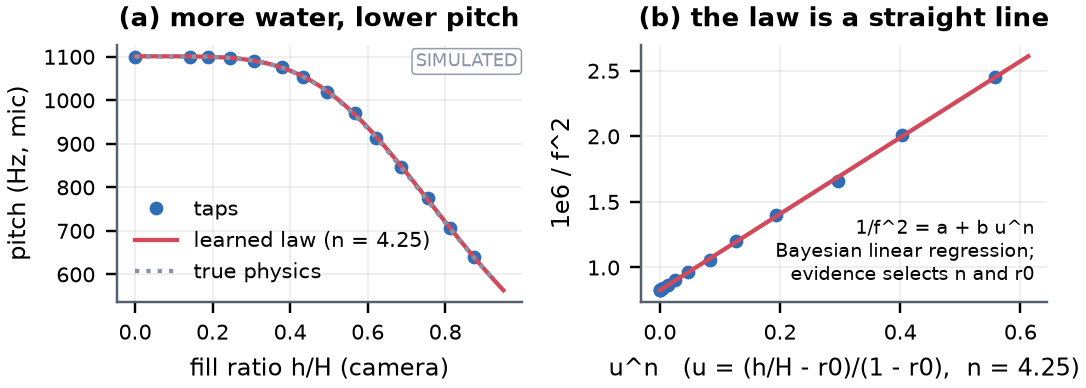 (a) more water, lower pitch
1100
1000
900
800
700
600
pitch (Hz, mic)
SIMULATED
taps
learned law (n = 4.25)
true physics
0.0 0.2 0.4 0.6 0.8
fill ratio h/H (camera)
(b) the law is a straight line
2.5
2.0
1.5
1.0
1e6 / f^2
1/f^2 = a + b u^n
Bayesian linear regression;
evidence selects n and r0
0.0 0.2 0.4 0.6
u^n (u = (h/H - r0)/(1 - r0), n = 4.25)